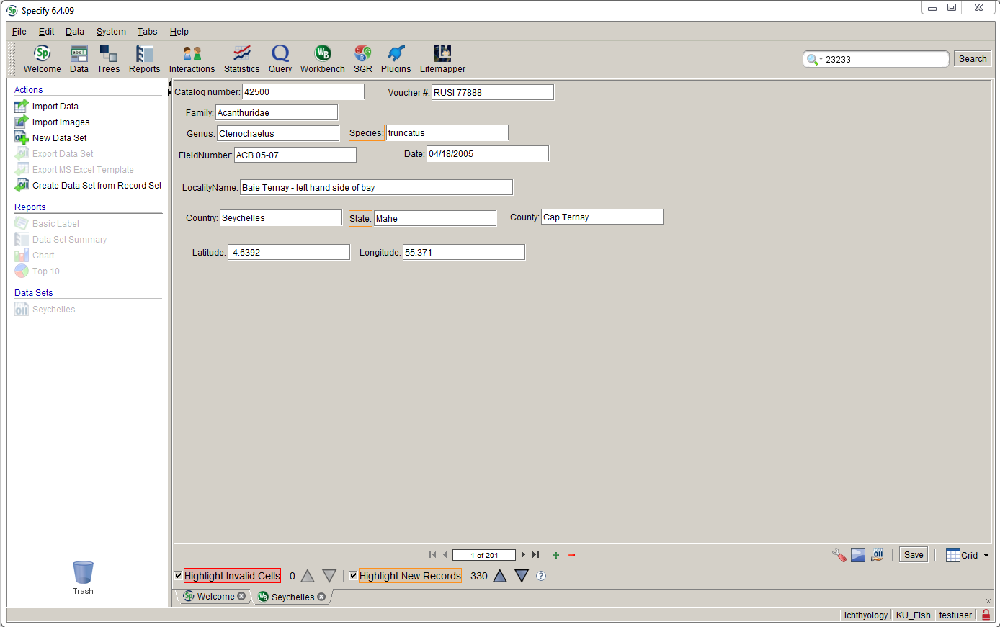 Specify 6.4.09
File Edit Data System Tabs Help
Welcome Data Trees Reports Interactions Statistics Query Workbench SGR Plugins Lifemapper
23233 Search
Actions
Import Data
Import Images
New Data Set
Export Data Set
Export MS Excel Template
Create Data Set from Record Set
Reports
Basic Label
Data Set Summary
Chart
Top 10
Data Sets
Seychelles
Trash
Catalog number: 42500 Voucher #: RUSI 77888
Family: Acanthuridae
Genus: Ctenochaetus Species: truncatus
FieldNumber: ACB 05-07 Date: 04/18/2005
LocalityName: Baie Ternay - left hand side of bay
Country: Seychelles State: Mahe County: Cap Ternay
Latitude: -4.6392 Longitude: 55.371
1 of 201 Save Grid
Highlight Invalid Cells : 0 Highlight New Records : 330
Welcome Seychelles
Ichthyology KU_Fish testuser